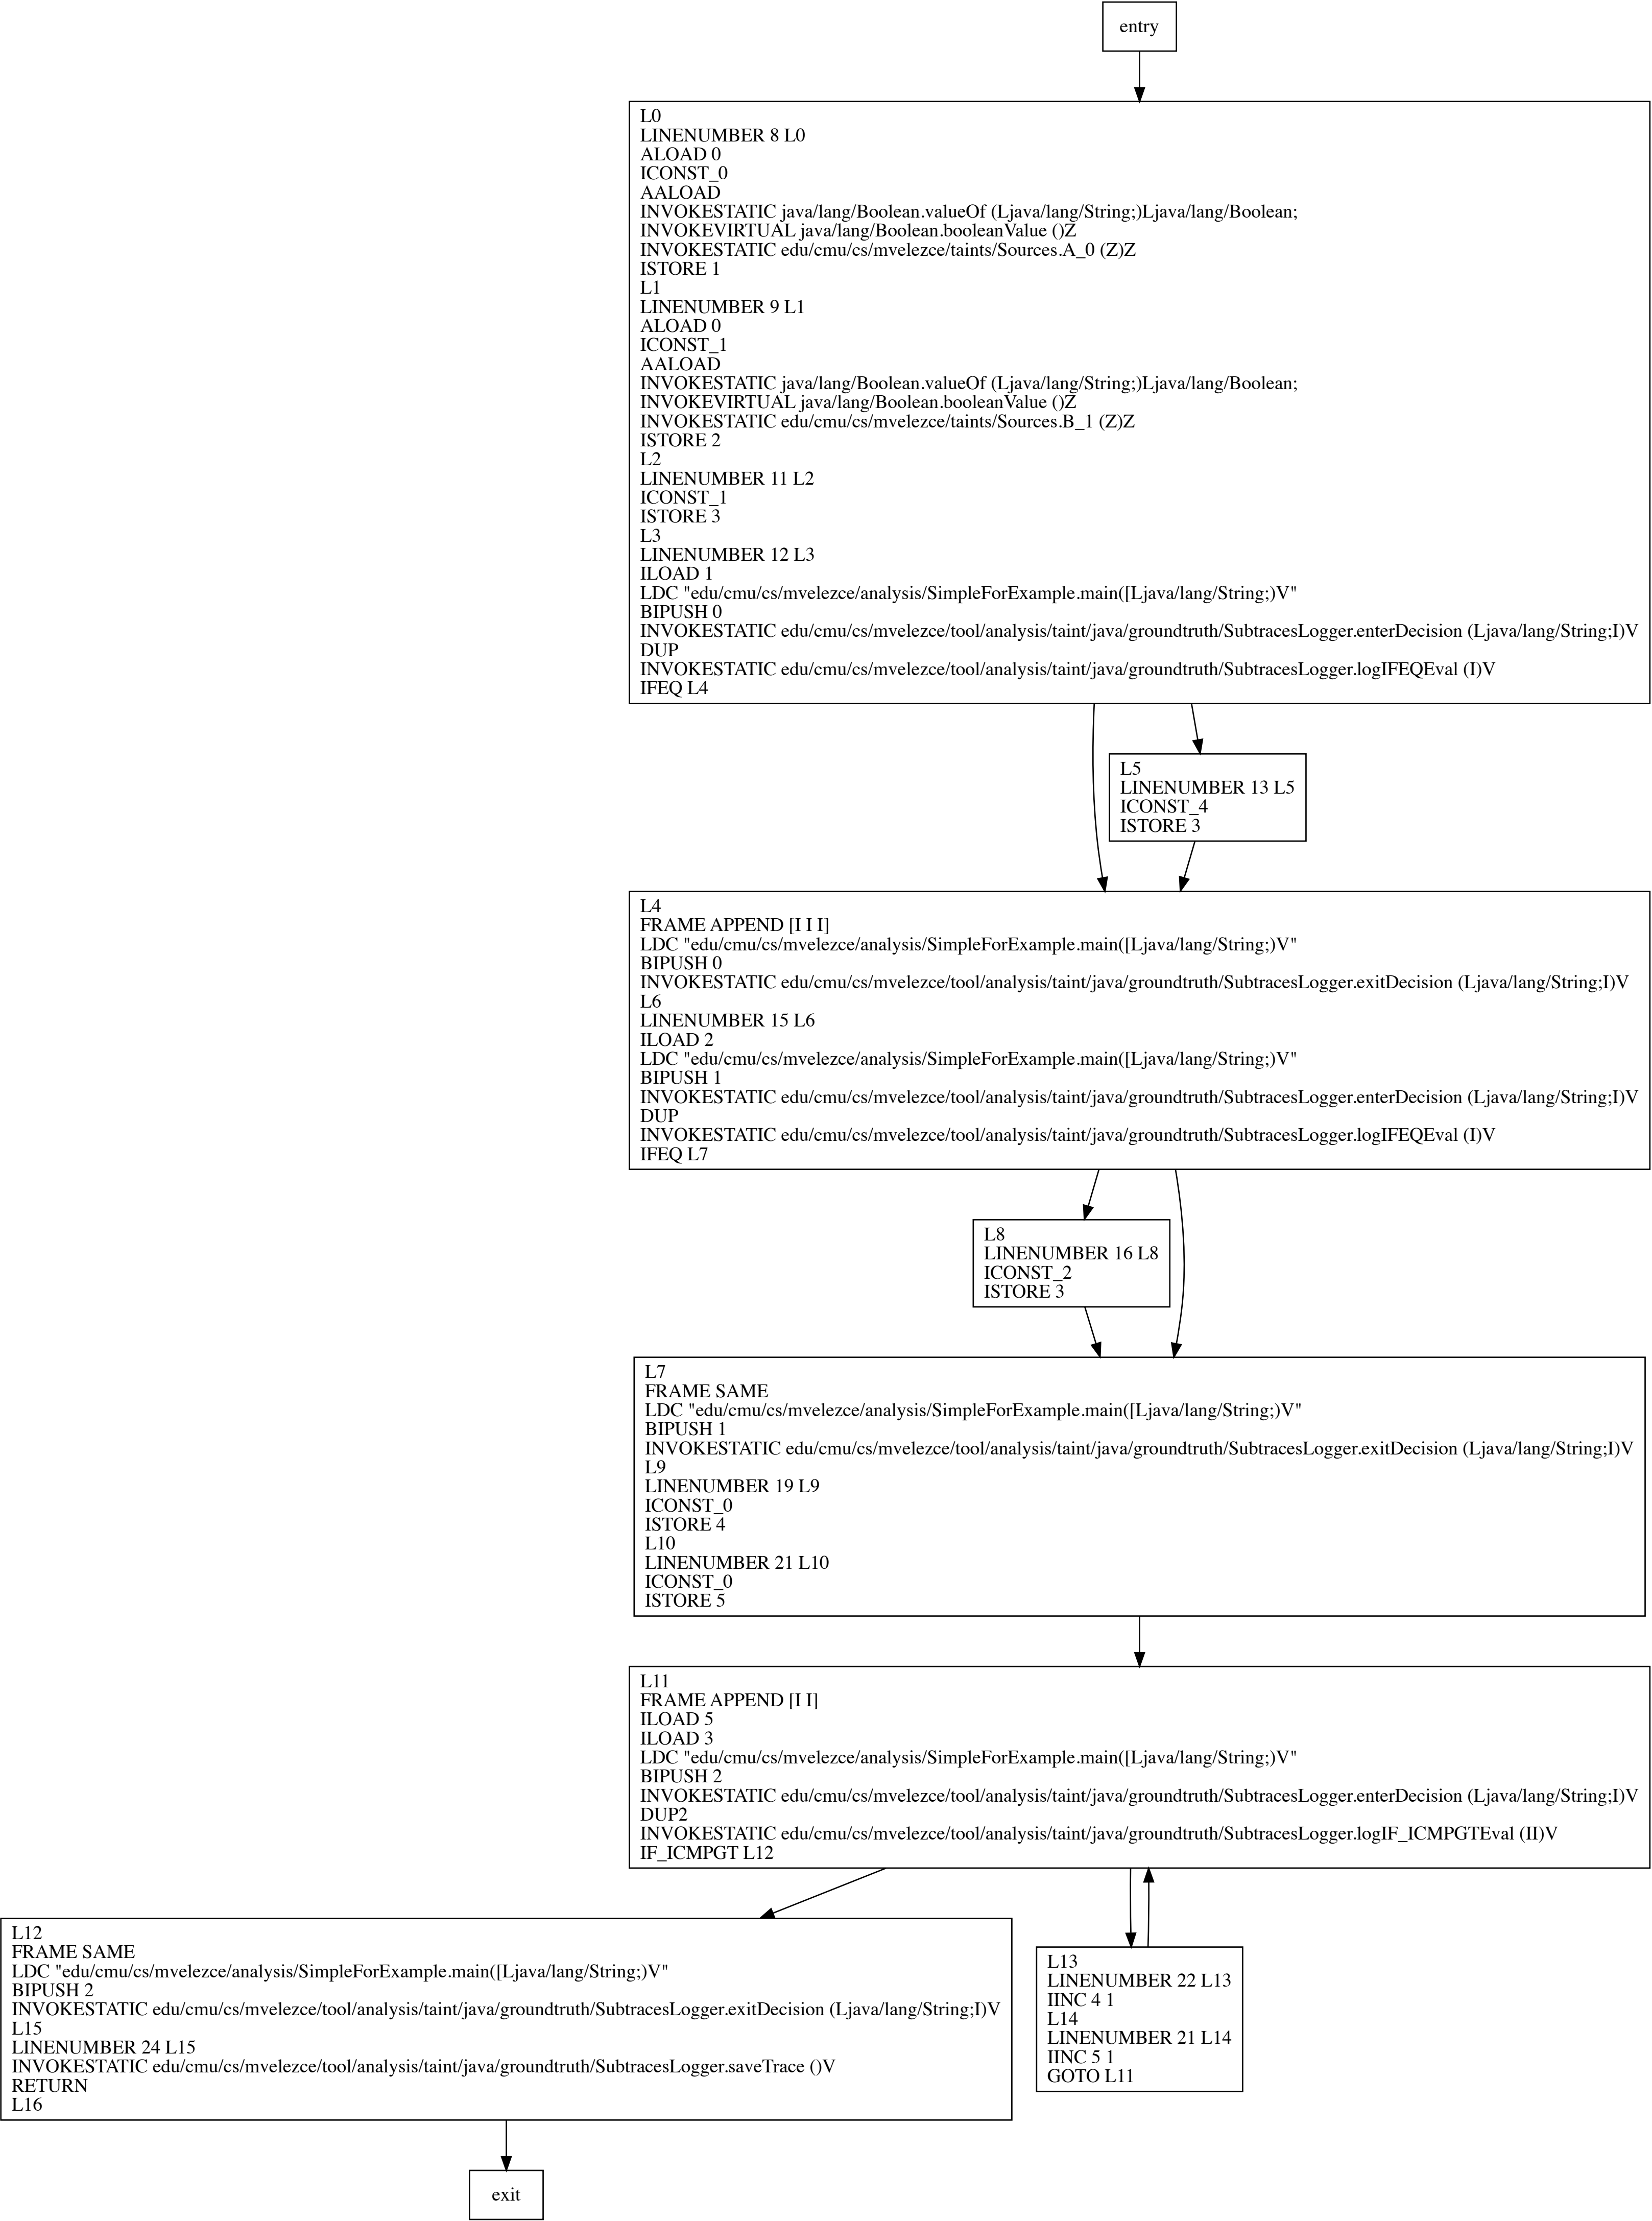 entry
L0
LINENUMBER 8 L0
ALOAD 0
ICONST_0
AALOAD
INVOKESTATIC java/lang/Boolean.valueOf (Ljava/lang/String;)Ljava/lang/Boolean;
INVOKEVIRTUAL java/lang/Boolean.booleanValue ()Z
INVOKESTATIC edu/cmu/cs/mvelezce/taints/Sources.A_0 (Z)Z
ISTORE 1
L1
LINENUMBER 9 L1
ALOAD 0
ICONST_1
AALOAD
INVOKESTATIC java/lang/Boolean.valueOf (Ljava/lang/String;)Ljava/lang/Boolean;
INVOKEVIRTUAL java/lang/Boolean.booleanValue ()Z
INVOKESTATIC edu/cmu/cs/mvelezce/taints/Sources.B_1 (Z)Z
ISTORE 2
L2
LINENUMBER 11 L2
ICONST_1
ISTORE 3
L3
LINENUMBER 12 L3
ILOAD 1
LDC "edu/cmu/cs/mvelezce/analysis/SimpleForExample.main([Ljava/lang/String;)V"
BIPUSH 0
INVOKESTATIC edu/cmu/cs/mvelezce/tool/analysis/taint/java/groundtruth/SubtracesLogger.enterDecision (Ljava/lang/String;I)V
DUP
INVOKESTATIC edu/cmu/cs/mvelezce/tool/analysis/taint/java/groundtruth/SubtracesLogger.logIFEQEval (I)V
IFEQ L4
L5
LINENUMBER 13 L5
ICONST_4
ISTORE 3
L4
FRAME APPEND [I I I]
LDC "edu/cmu/cs/mvelezce/analysis/SimpleForExample.main([Ljava/lang/String;)V"
BIPUSH 0
INVOKESTATIC edu/cmu/cs/mvelezce/tool/analysis/taint/java/groundtruth/SubtracesLogger.exitDecision (Ljava/lang/String;I)V
L6
LINENUMBER 15 L6
ILOAD 2
LDC "edu/cmu/cs/mvelezce/analysis/SimpleForExample.main([Ljava/lang/String;)V"
BIPUSH 1
INVOKESTATIC edu/cmu/cs/mvelezce/tool/analysis/taint/java/groundtruth/SubtracesLogger.enterDecision (Ljava/lang/String;I)V
DUP
INVOKESTATIC edu/cmu/cs/mvelezce/tool/analysis/taint/java/groundtruth/SubtracesLogger.logIFEQEval (I)V
IFEQ L7
L8
LINENUMBER 16 L8
ICONST_2
ISTORE 3
L7
FRAME SAME
LDC "edu/cmu/cs/mvelezce/analysis/SimpleForExample.main([Ljava/lang/String;)V"
BIPUSH 1
INVOKESTATIC edu/cmu/cs/mvelezce/tool/analysis/taint/java/groundtruth/SubtracesLogger.exitDecision (Ljava/lang/String;I)V
L9
LINENUMBER 19 L9
ICONST_0
ISTORE 4
L10
LINENUMBER 21 L10
ICONST_0
ISTORE 5
L11
FRAME APPEND [I I]
ILOAD 5
ILOAD 3
LDC "edu/cmu/cs/mvelezce/analysis/SimpleForExample.main([Ljava/lang/String;)V"
BIPUSH 2
INVOKESTATIC edu/cmu/cs/mvelezce/tool/analysis/taint/java/groundtruth/SubtracesLogger.enterDecision (Ljava/lang/String;I)V
DUP2
INVOKESTATIC edu/cmu/cs/mvelezce/tool/analysis/taint/java/groundtruth/SubtracesLogger.logIF_ICMPGTEval (II)V
IF_ICMPGT L12
L12
FRAME SAME
LDC "edu/cmu/cs/mvelezce/analysis/SimpleForExample.main([Ljava/lang/String;)V"
BIPUSH 2
INVOKESTATIC edu/cmu/cs/mvelezce/tool/analysis/taint/java/groundtruth/SubtracesLogger.exitDecision (Ljava/lang/String;I)V
L15
LINENUMBER 24 L15
INVOKESTATIC edu/cmu/cs/mvelezce/tool/analysis/taint/java/groundtruth/SubtracesLogger.saveTrace ()V
RETURN
L16
L13
LINENUMBER 22 L13
IINC 4 1
L14
LINENUMBER 21 L14
IINC 5 1
GOTO L11
exit